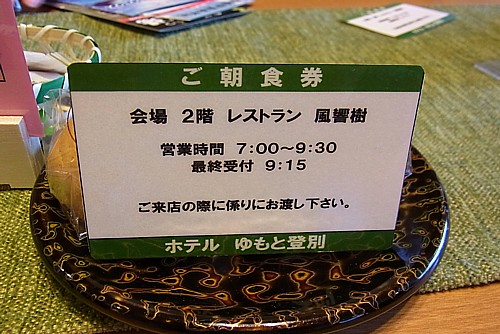 ご朝食券
会場 2階 レストラン 風響樹
営業時間 7:00～9:30
最終受付 9:15
ご来店の際に係りにお渡し下さい。
ホテル ゆもと登別